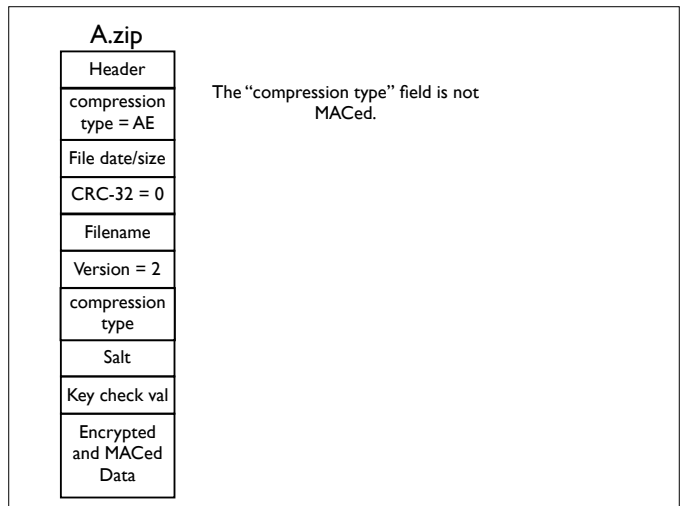 A.zip
Header
compression
type = AE
File date/size
CRC-32 = 0
Filename
Version = 2
compression
type
Salt
Key check val
Encrypted
and MACed
Data
The “compression type” field is not
MACed.